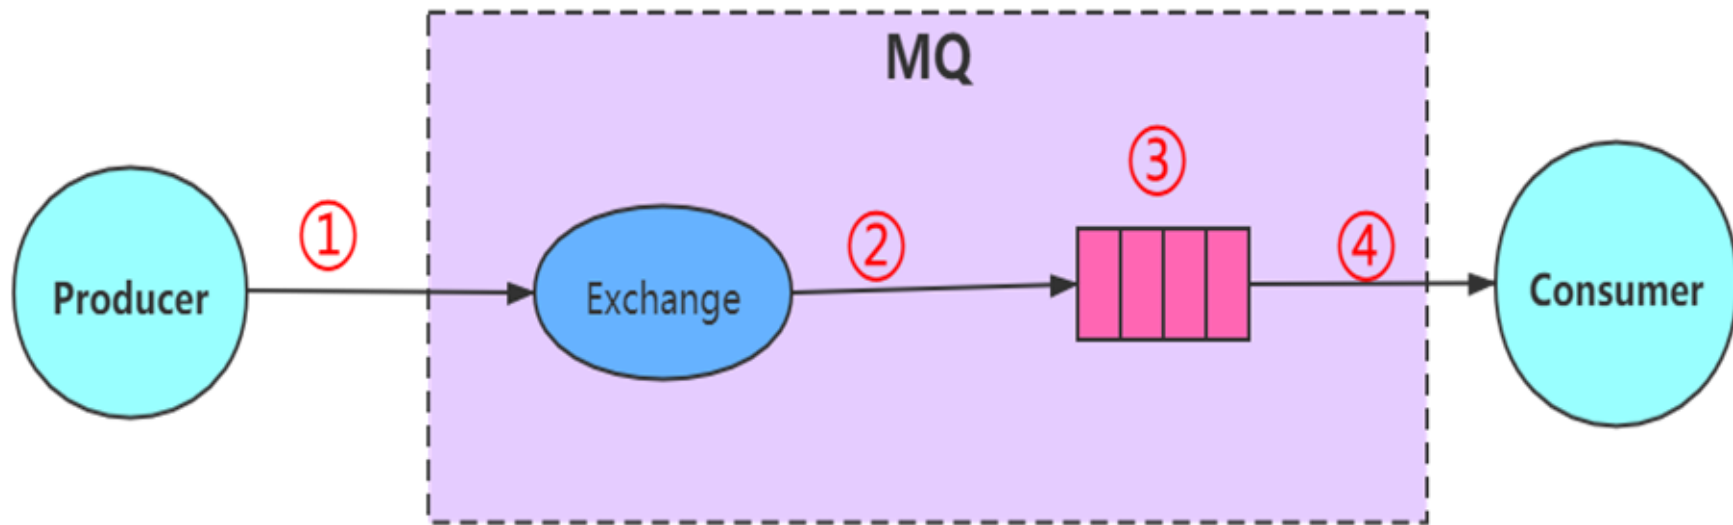 MQ
③
①
②
④
Producer
Exchange
Consumer